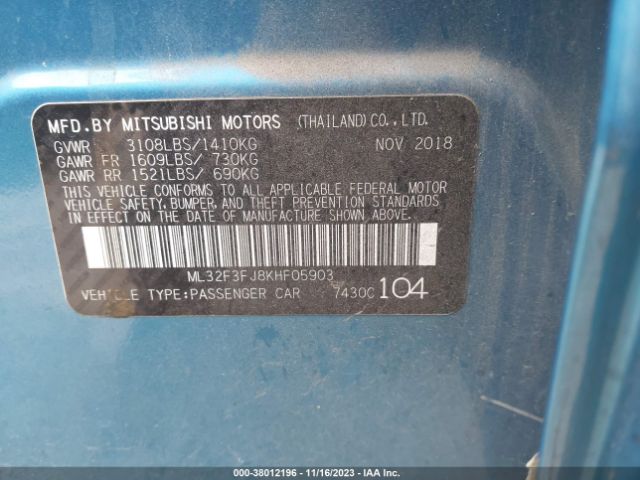 MFD. BY MITSUBISHI MOTORS (THAILAND) CO., LTD.
GVWR 3108LBS/1410KG NOV 2018
GAWR FR 1609LBS/ 730KG
GAWR RR 1521LBS/ 690KG
THIS VEHICLE CONFORMS TO ALL APPLICABLE FEDERAL MOTOR
VEHICLE SAFETY, BUMPER, AND THEFT PREVENTION STANDARDS
IN EFFECT ON THE DATE OF MANUFACTURE SHOWN ABOVE.
ML32F3FJ8KHF05903
VEHICLE TYPE:PASSENGER CAR 7430C 104
000-38012196 - 11/16/2023 - IAA Inc.